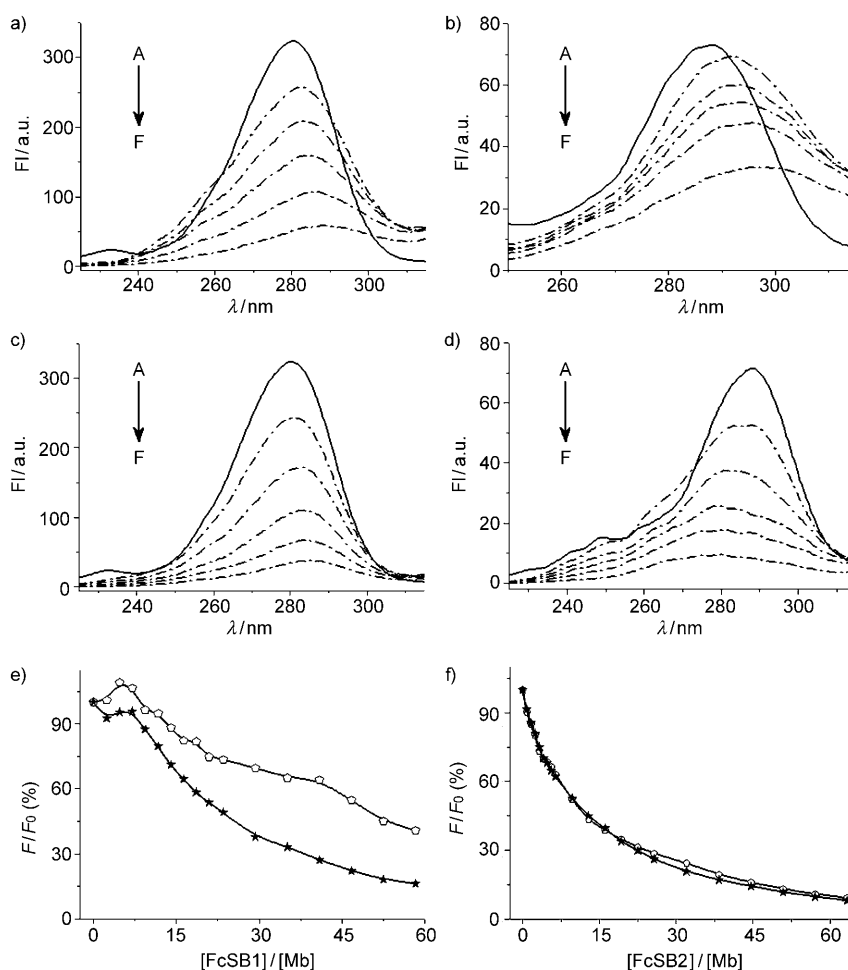 a)
A
F
FI / a.u.
300
200
100
0
240
260
280
300
λ / nm
b)
A
F
FI / a.u.
80
60
40
20
0
260
280
300
λ / nm
c)
A
F
FI / a.u.
300
200
100
0
240
260
280
300
λ / nm
d)
A
F
FI / a.u.
80
60
40
20
0
240
260
280
300
λ / nm
e)
F / F0 (%)
90
60
30
0
0
15
30
45
60
[FcSB1] / [Mb]
f)
F / F0 (%)
90
60
30
0
0
15
30
45
60
[FcSB2] / [Mb]